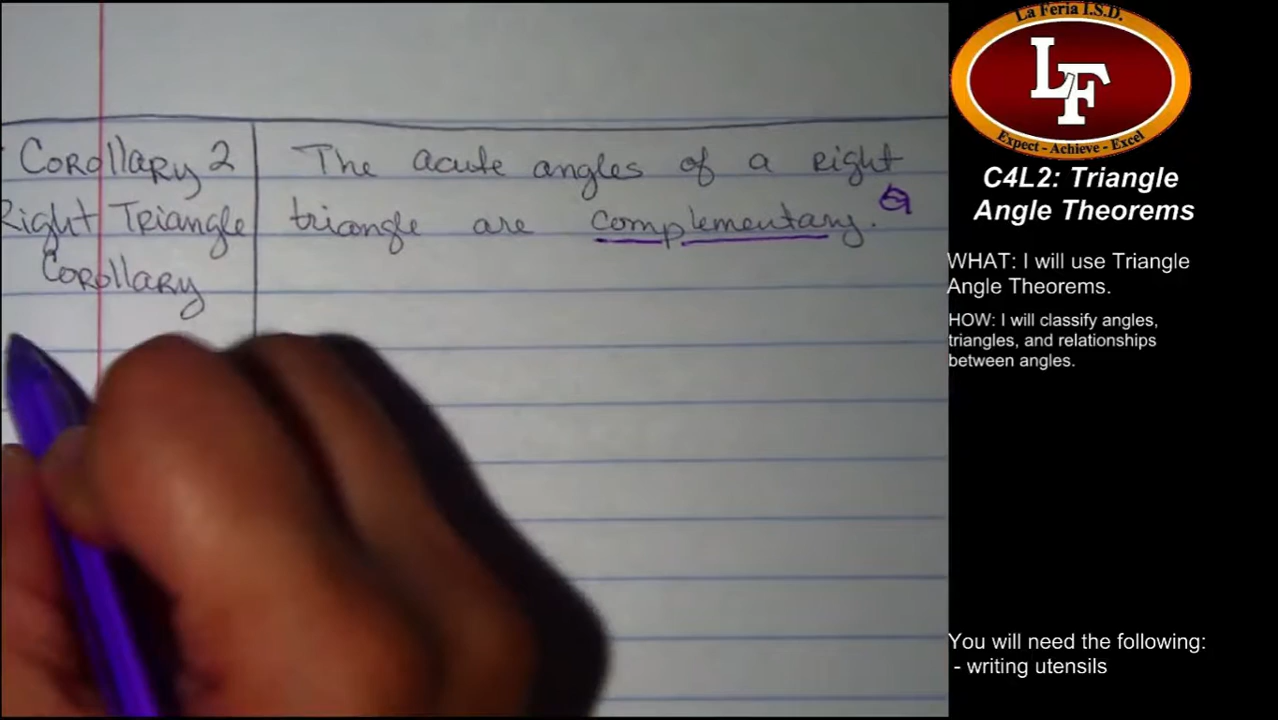 Corollary 2
Right Triangle
Corollary
The acute angles of a right
triangle are complementary.
La Feria I.S.D.
LF
Expect - Achieve - Excel
C4L2: Triangle
Angle Theorems
WHAT: I will use Triangle
Angle Theorems.
HOW: I will classify angles,
triangles, and relationships
between angles.
You will need the following:
- writing utensils